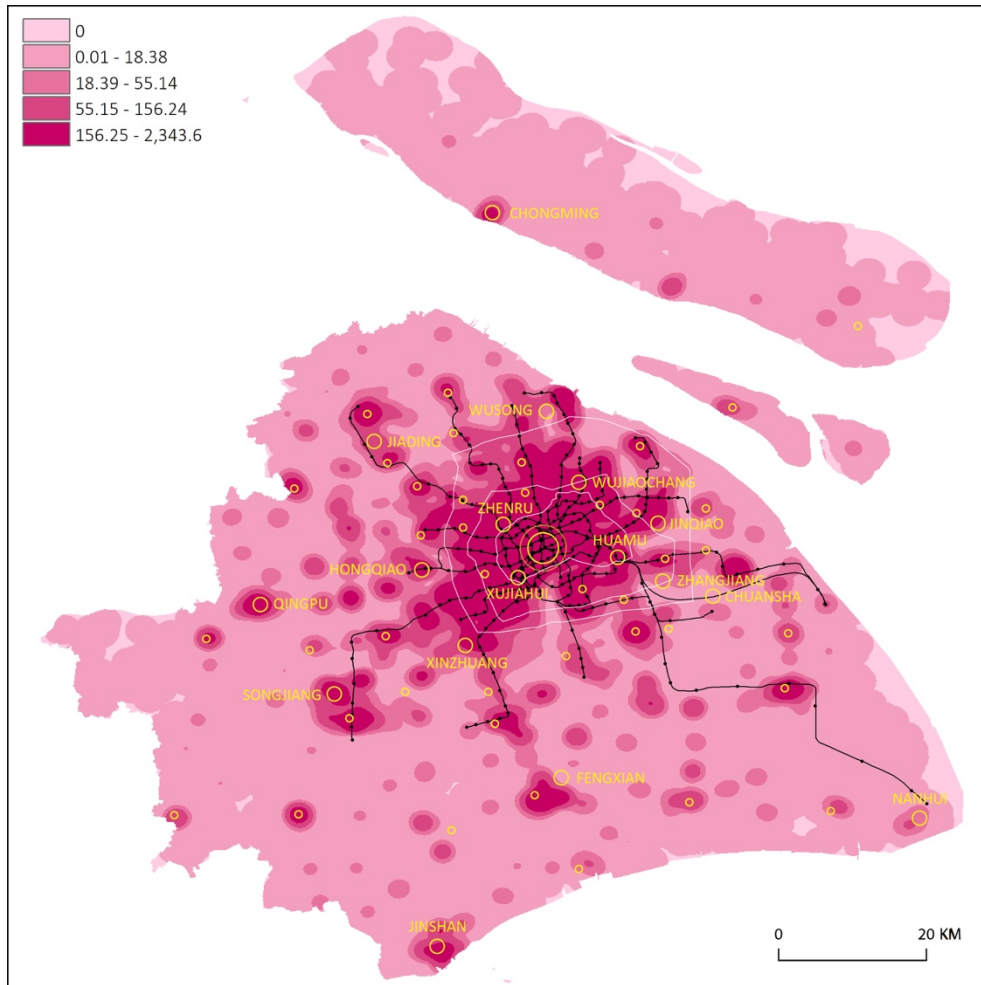 0
0.01 - 18.38
18.39 - 55.14
55.15 - 156.24
156.25 - 2,343.6
CHONGMING
WUSONG
JIADING
WUJIAOCHANG
ZHENRU
JINQIAO
HUAMU
HONGQIAO
ZHANGJIANG
XUJIAHUI
CHUANSHA
QINGPU
XINZHUANG
SONGJIANG
FENGXIAN
NANHUI
JINSHAN
0 20 KM